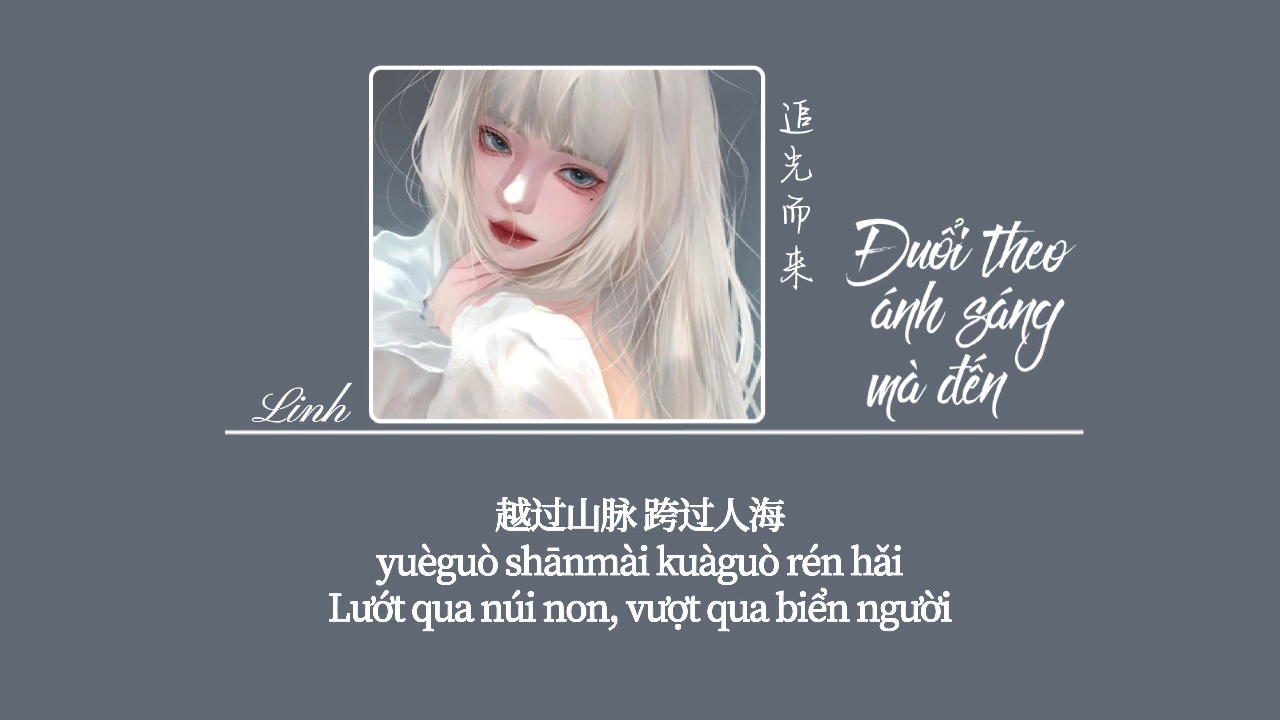 追光而来
Đuổi theo
ánh sáng
mà đến
Linh
越过山脉 跨过人海
yuèguò shānmài kuàguò rén hǎi
Lướt qua núi non, vượt qua biển người